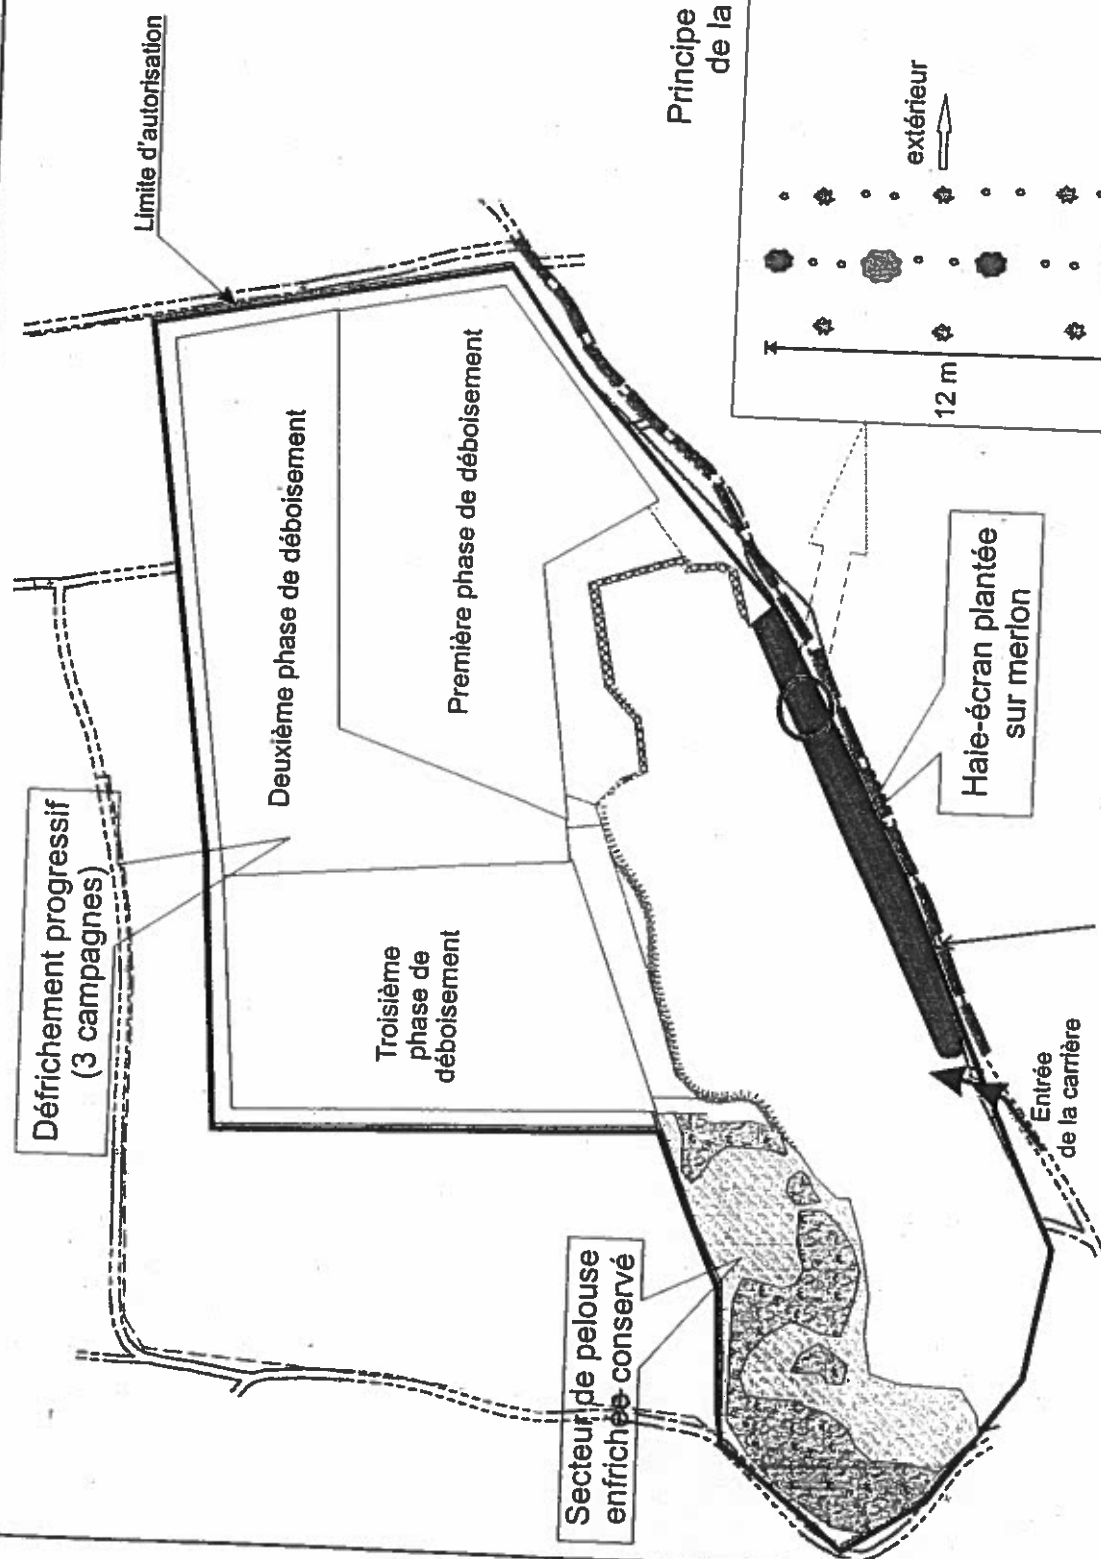 Limite d'autorisation
Défrichement progressif
(3 campagnes)
Deuxième phase de déboisement
Première phase de déboisement
Troisième
phase de
déboisement
Secteur de pelouse
enfrichée conservé
Haie-écran plantée
sur merlon
Entrée
de la carrière
Principe
de la
extérieur
12 m